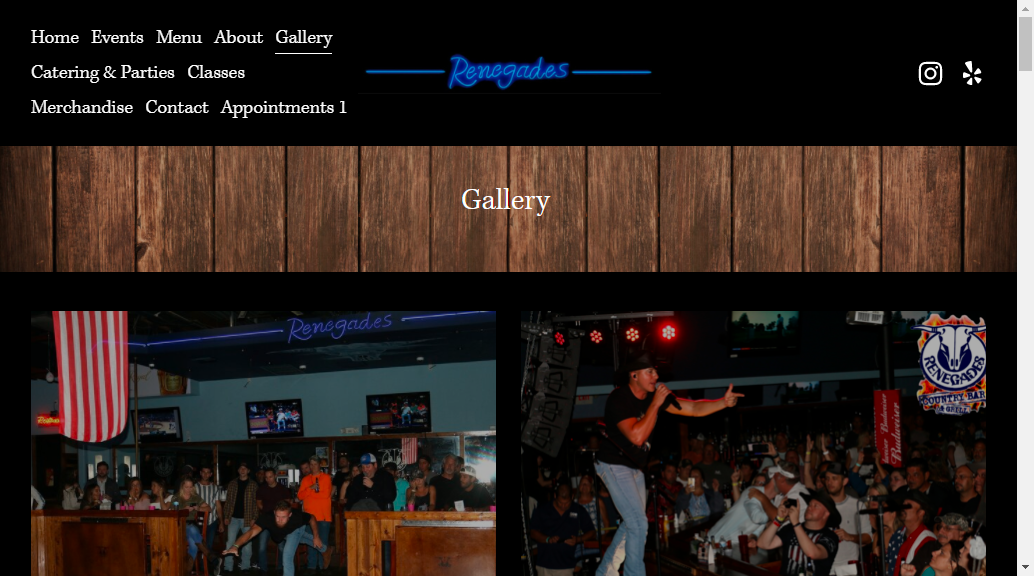 Home Events Menu About Gallery
Catering & Parties Classes
Merchandise Contact Appointments 1
Renegades
Gallery
Renegades
RENEGADES
COUNTRY BAR
& GRILL
Budweiser